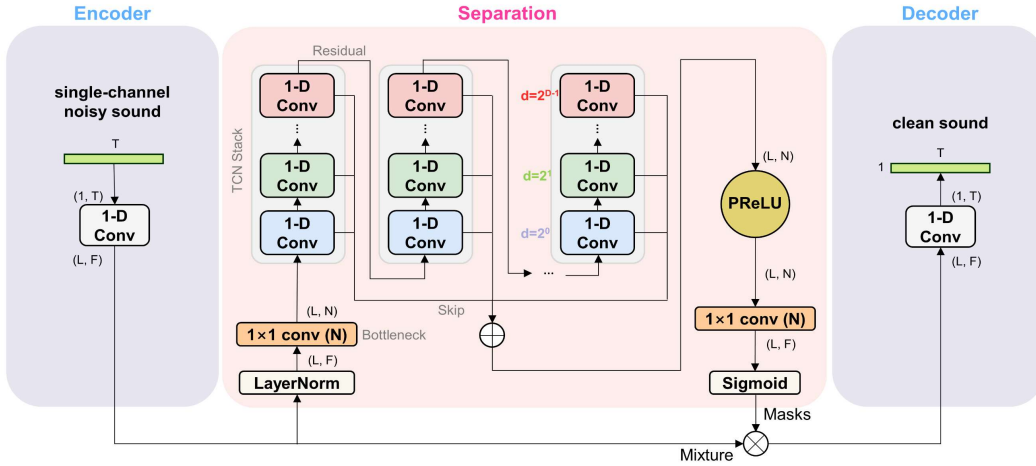 Encoder
Separation
Decoder
single-channel
noisy sound
T
(1, T)
1-D
Conv
(L, F)
Residual
TCN Stack
1-D
Conv
...
1-D
Conv
1-D
Conv
1-D
Conv
...
1-D
Conv
1-D
Conv
...
d=2^D-1
1-D
Conv
...
d=2^1
1-D
Conv
d=2^0
1-D
Conv
(L, N)
1×1 conv (N)
Bottleneck
(L, F)
LayerNorm
Skip
(L, N)
PReLU
(L, N)
1×1 conv (N)
(L, F)
Sigmoid
Masks
Mixture
clean sound
T
1
(1, T)
1-D
Conv
(L, F)